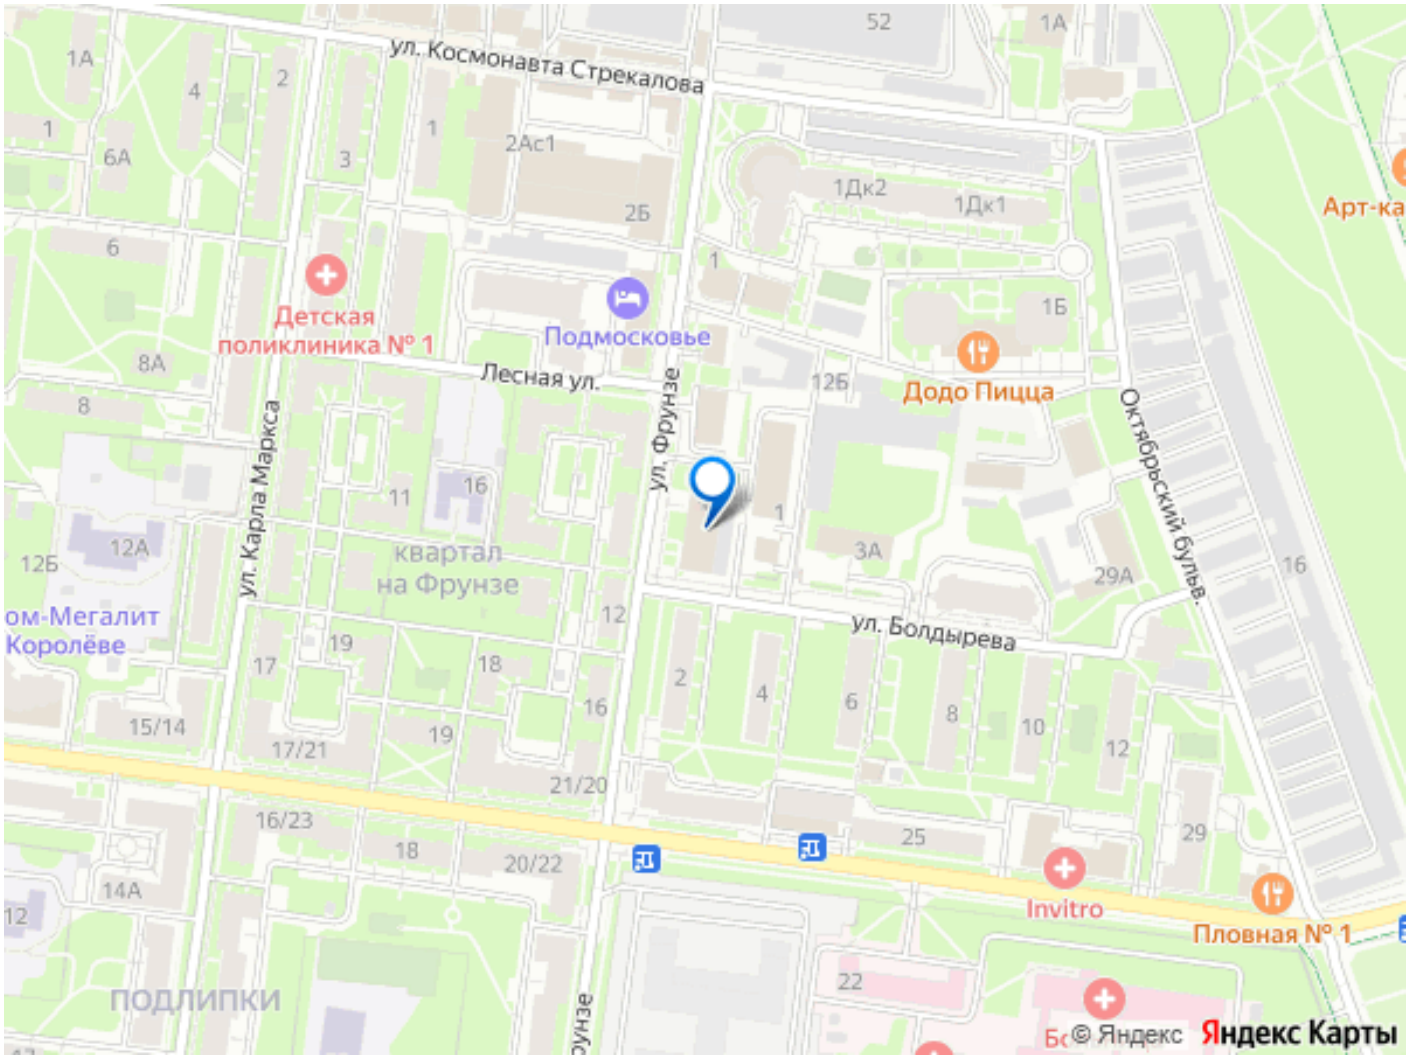 52
1А
1А
2
ул. Космонавта Стрекалова
4
1
1
2Ас1
6А
3
1Дк2
1Дк1
2Б
Арт-ка
6
1
Детская
поликлиника № 1
Подмосковье
1Б
8А
Лесная ул.
12Б
Додо Пицца
8
ул. Карла Маркса
ул. Фрунзе
Октябрьский бульв.
11
16
1
12А
12Б
квартал
на Фрунзе
3А
29А
16
ом-Мегалит
Королёве
12
ул. Болдырева
19
17
18
2
4
6
8
10
12
16
15/14
17/21
19
21/20
16/23
18
20/22
25
29
14А
12
Invitro
Пловная № 1
22
ПОДЛИПКИ
рунзе
© Яндекс
Яндекс Карты